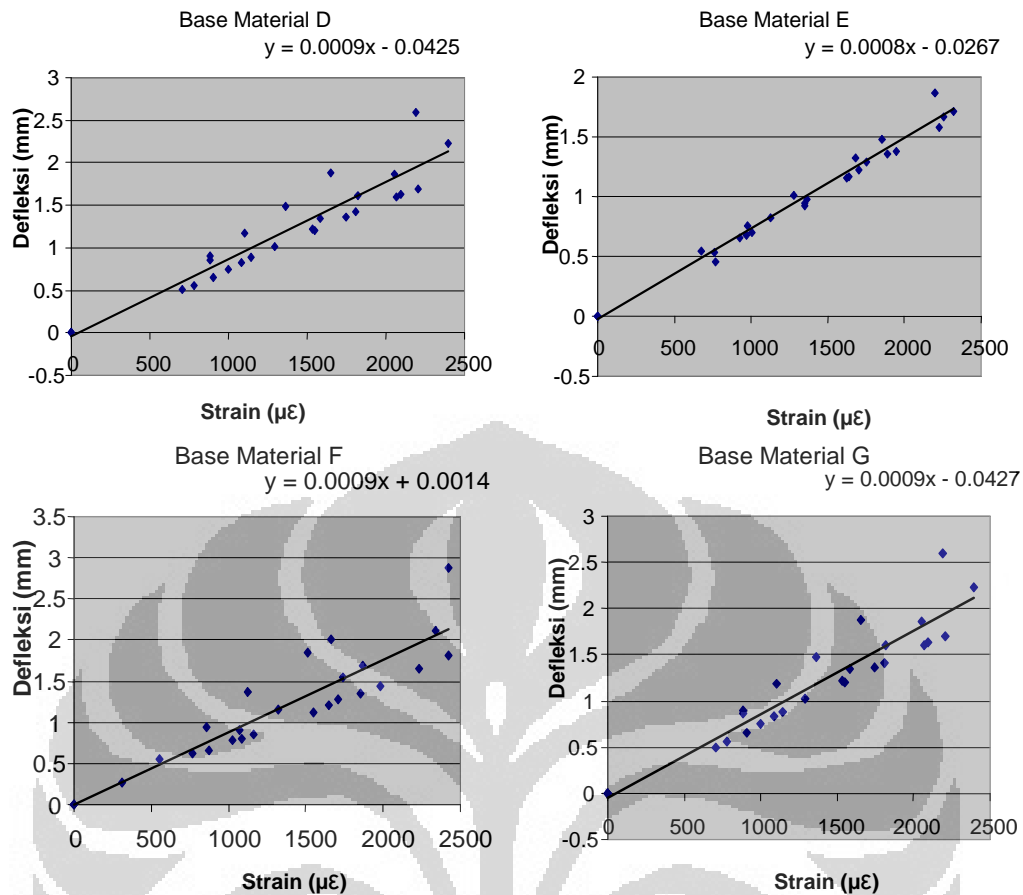 Base Material D
y = 0.0009x - 0.0425
3
2.5
2
1.5
1
0.5
0
-0.5
0 500 1000 1500 2000 2500
Defleksi (mm)
Strain (µԐ)
Base Material E
y = 0.0008x - 0.0267
2
1.5
1
0.5
0
-0.5
0 500 1000 1500 2000 2500
Defleksi (mm)
Strain (µԐ)
Base Material F
y = 0.0009x + 0.0014
3.5
3
2.5
2
1.5
1
0.5
0
0 500 1000 1500 2000 2500
Defleksi (mm)
Strain (µԐ)
Base Material G
y = 0.0009x - 0.0427
3
2.5
2
1.5
1
0.5
0
-0.5
0 500 1000 1500 2000 2500
Defleksi (mm)
Strain (µԐ)